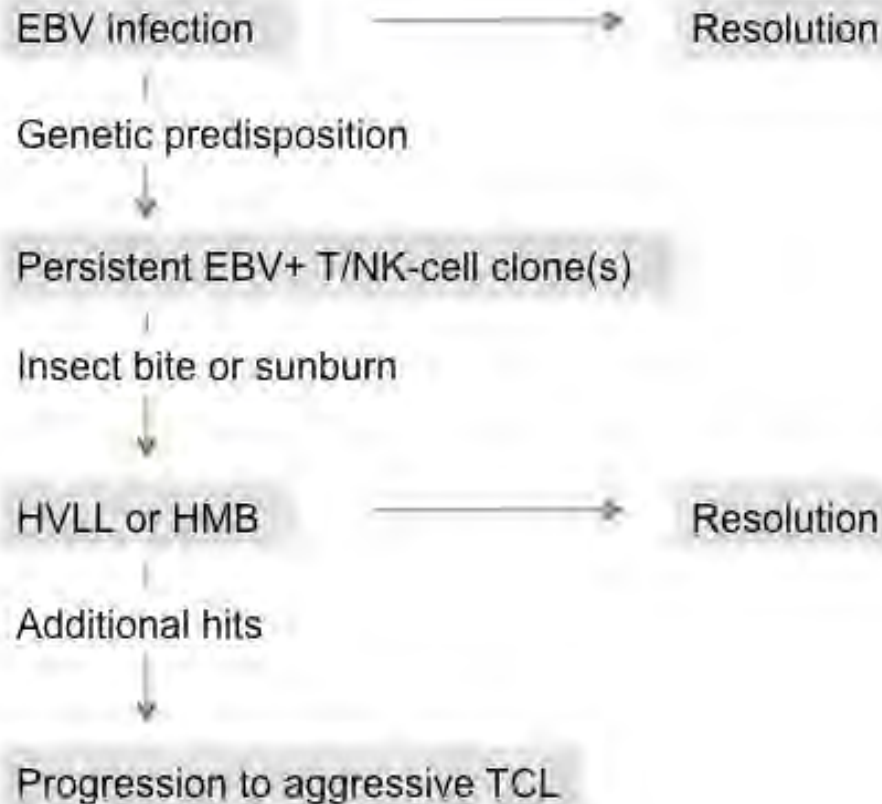 EBV infection
Resolution
Genetic predisposition
Persistent EBV+ T/NK-cell clone(s)
Insect bite or sunburn
HVLL or HMB
Resolution
Additional hits
Progression to aggressive TCL